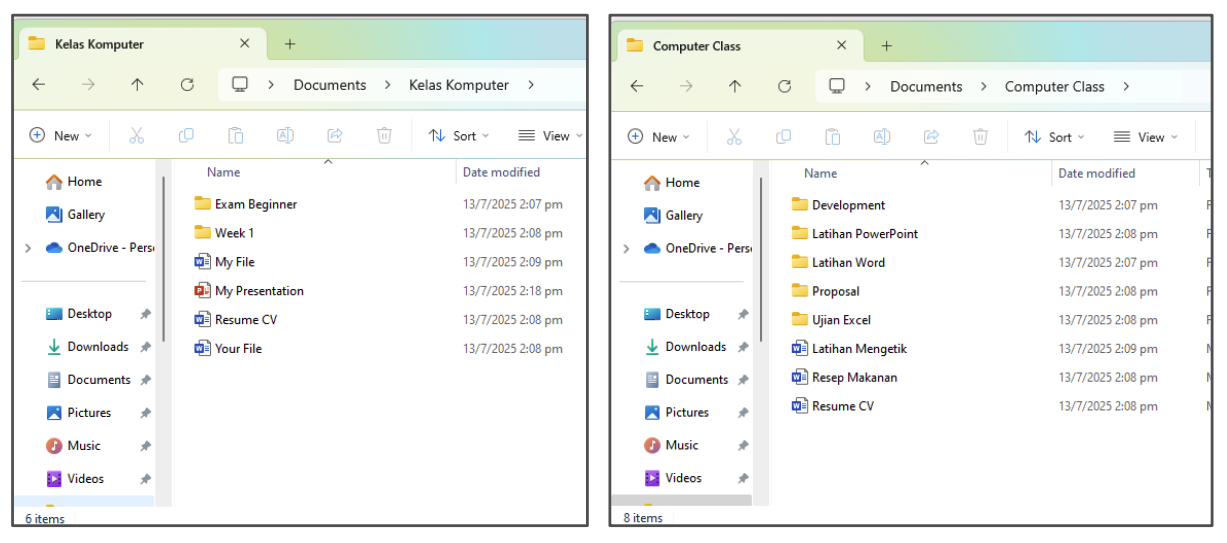 Kelas Komputer
Documents > Kelas Komputer >
New Sort View
Name Date modified
Home
Gallery
OneDrive - Pers
Desktop
Downloads
Documents
Pictures
Music
Videos
Exam Beginner 13/7/2025 2:07 pm
Week 1 13/7/2025 2:08 pm
My File 13/7/2025 2:09 pm
My Presentation 13/7/2025 2:18 pm
Resume CV 13/7/2025 2:08 pm
Your File 13/7/2025 2:08 pm
6 items
Computer Class
Documents > Computer Class >
New Sort View
Name Date modified
Home
Gallery
OneDrive - Pers
Desktop
Downloads
Documents
Pictures
Music
Videos
Development 13/7/2025 2:07 pm
Latihan PowerPoint 13/7/2025 2:08 pm
Latihan Word 13/7/2025 2:07 pm
Proposal 13/7/2025 2:08 pm
Ujian Excel 13/7/2025 2:08 pm
Latihan Mengetik 13/7/2025 2:09 pm
Resep Makanan 13/7/2025 2:08 pm
Resume CV 13/7/2025 2:08 pm
8 items